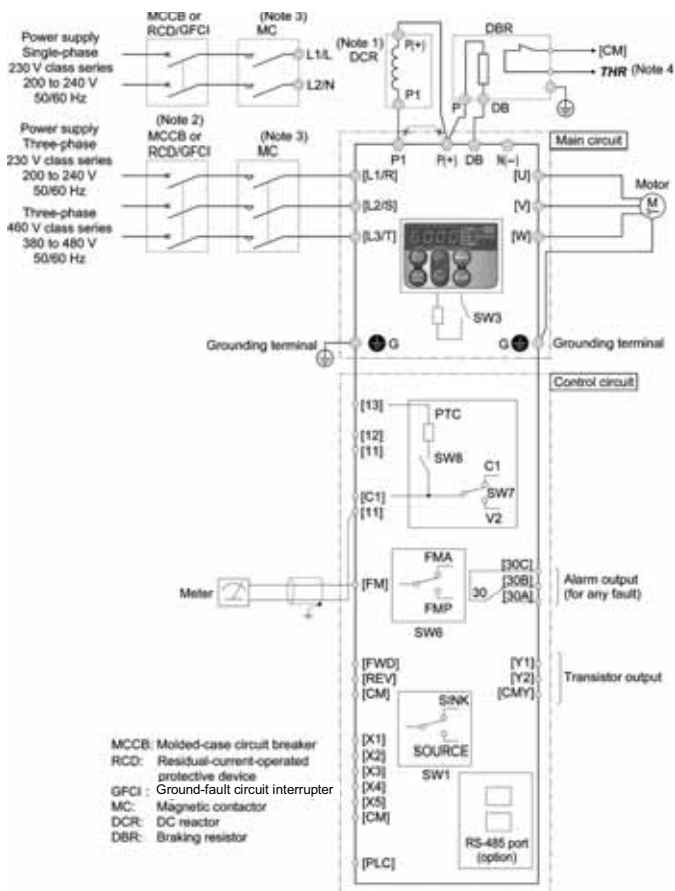 MCCB or
RCD/GFCI
(Note 3)
MC
Power supply
Single-phase
230 V class series
200 to 240 V
50/60 Hz
L1/L
L2/N
(Note 1)
DCR
P(+)
P1
DBR
[CM]
THR (Note 4
P
DB
Power supply
Three-phase
230 V class series
200 to 240 V
50/60 Hz
Three-phase
460 V class series
380 to 480 V
50/60 Hz
(Note 2)
MCCB or
RCD/GFCI
(Note 3)
MC
Main circuit
P1
P(+)
DB
N(−)
[L1/R]
[L2/S]
[L3/T]
[U]
[V]
[W]
Motor
M
SW3
Grounding terminal
G
G
Grounding terminal
Control circuit
[13]
[12]
[11]
[C1]
[11]
PTC
SW8
C1
SW7
V2
Meter
[FM]
FMA
FMP
SW6
[30C]
[30B]
30
[30A]
Alarm output
(for any fault)
[FWD]
[REV]
[CM]
[Y1]
[Y2]
[CMY]
Transistor output
SINK
SOURCE
SW1
[X1]
[X2]
[X3]
[X4]
[X5]
[CM]
[PLC]
RS-485 port
(option)
MCCB: Molded-case circuit breaker
RCD: Residual-current-operated
protective device
GFCI : Ground-fault circuit interrupter
MC: Magnetic contactor
DCR: DC reactor
DBR: Braking resistor